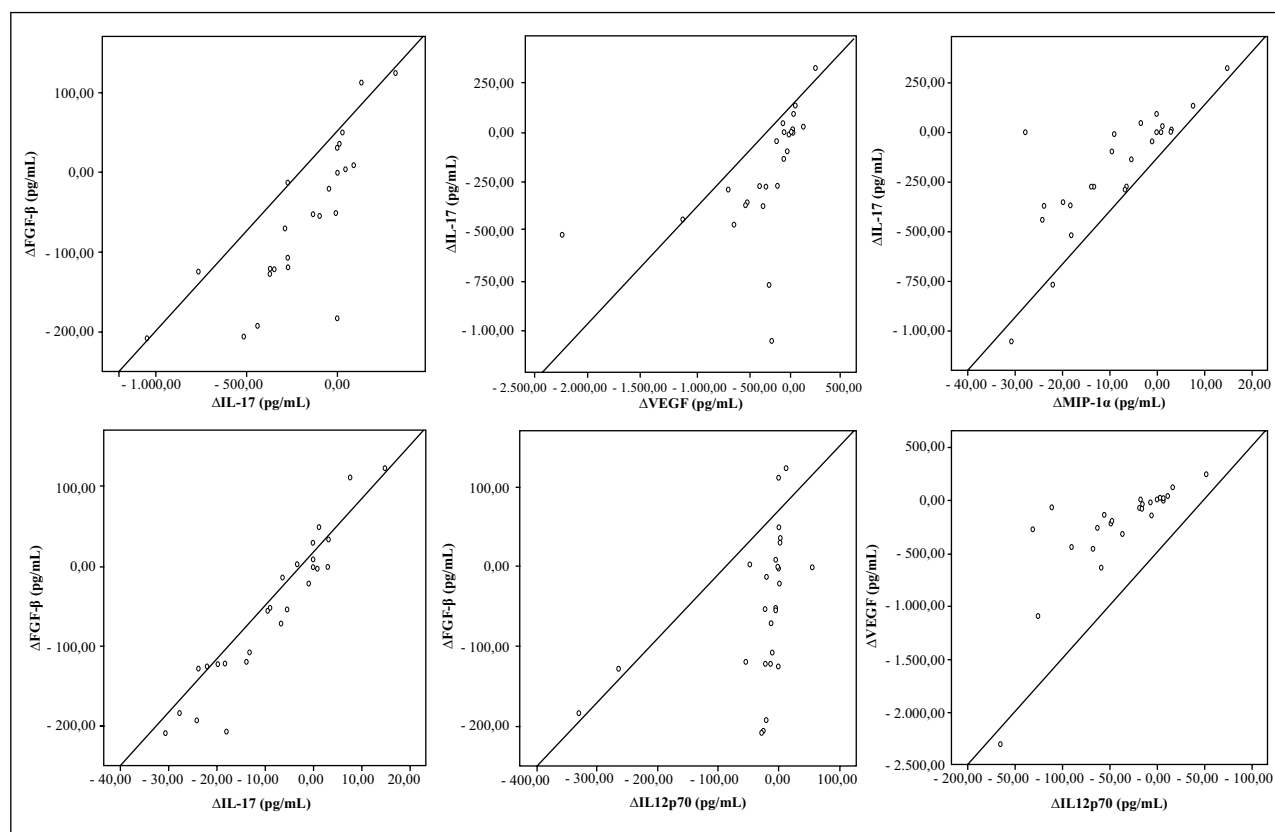 ΔFGF-β (pg/mL)
100,00
0,00
- 100,00
- 200,00
- 1.000,00 - 500,00 0,00
ΔIL-17 (pg/mL)
ΔIL-17 (pg/mL)
250,00
0,00
- 250,00
- 500,00
- 750,00
- 1.00,00
- 2.500,00 - 2.000,00 - 1.500,00 - 1.000,00 - 500,00 0,00 500,00
ΔVEGF (pg/mL)
ΔIL-17 (pg/mL)
250,00
0,00
- 250,00
- 500,00
- 750,00
- 1.00,00
- 40,00 - 30,00 - 20,00 - 10,00 0,00 10,00 20,00
ΔMIP-1α (pg/mL)
ΔFGF-β (pg/mL)
100,00
0,00
- 100,00
- 200,00
- 40,00 - 30,00 - 20,00 - 10,00 0,00 10,00 20,00
ΔIL-17 (pg/mL)
ΔFGF-β (pg/mL)
100,00
0,00
- 100,00
- 200,00
- 400,00 - 300,00 - 200,00 - 100,00 0,00 100,00
ΔIL12p70 (pg/mL)
ΔVEGF (pg/mL)
500,00
0,00
- 500,00
- 1.000,00
- 1.500,00
- 2.000,00
- 2.500,00
- 200,00 - 150,00 - 100,00 - 50,00 - 0,00 - 50,00 - 100,00
ΔIL12p70 (pg/mL)